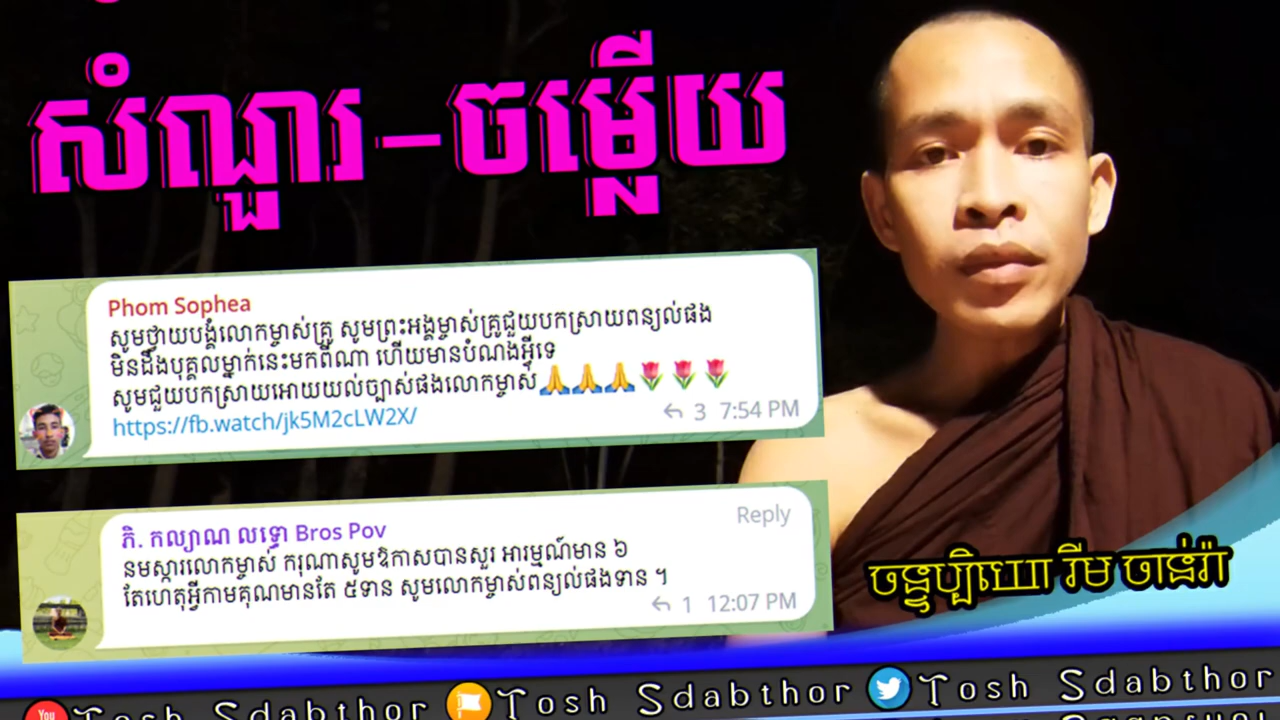 សំណួរ-ចម្លើយ
Phom Sophea
សូមថ្វាយបង្គំលោកម្ចាស់គ្រូ សូមព្រះអង្គម្ចាស់គ្រូជួយបកស្រាយពន្យល់ផង
មិនដឹងបុគ្គលម្នាក់នេះមកពីណា ហើយមានបំណងអ្វីទេ
សូមជួយបកស្រាយអោយយល់ច្បាស់ផងលោកម្ចាស់🙏🙏🙏🌷🌷🌷
https://fb.watch/jk5M2cLW2X/
3 7:54 PM
ភិ. កល្យាណ លទ្ធោ Bros Pov
Reply
នមស្ការលោកម្ចាស់ ករុណាសូមឱកាសបានសួរ អារម្មណ៍មាន ៦
តែហេតុអ្វីកាមគុណមានតែ ៥ទាន សូមលោកម្ចាស់ពន្យល់ផងទាន ។
1 12:07 PM
ចន្ទប្បិយោ រីម ចាន់រ៉ា
You Tosh Sdabthor Tosh Sdabthor Tosh Sdabthor